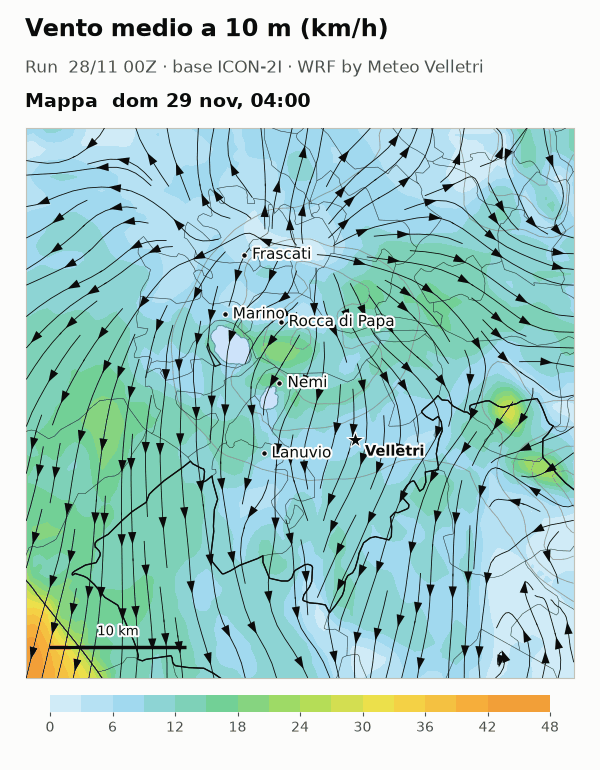 Vento medio a 10 m (km/h)
Run  28/11 00Z · base ICON-2I · WRF by Meteo Velletri
Mappa  dom 29 nov, 04:00
Frascati
Marino
Rocca di Papa
Nemi
Velletri
Lanuvio
10 km
0 6 12 18 24 30 36 42 48